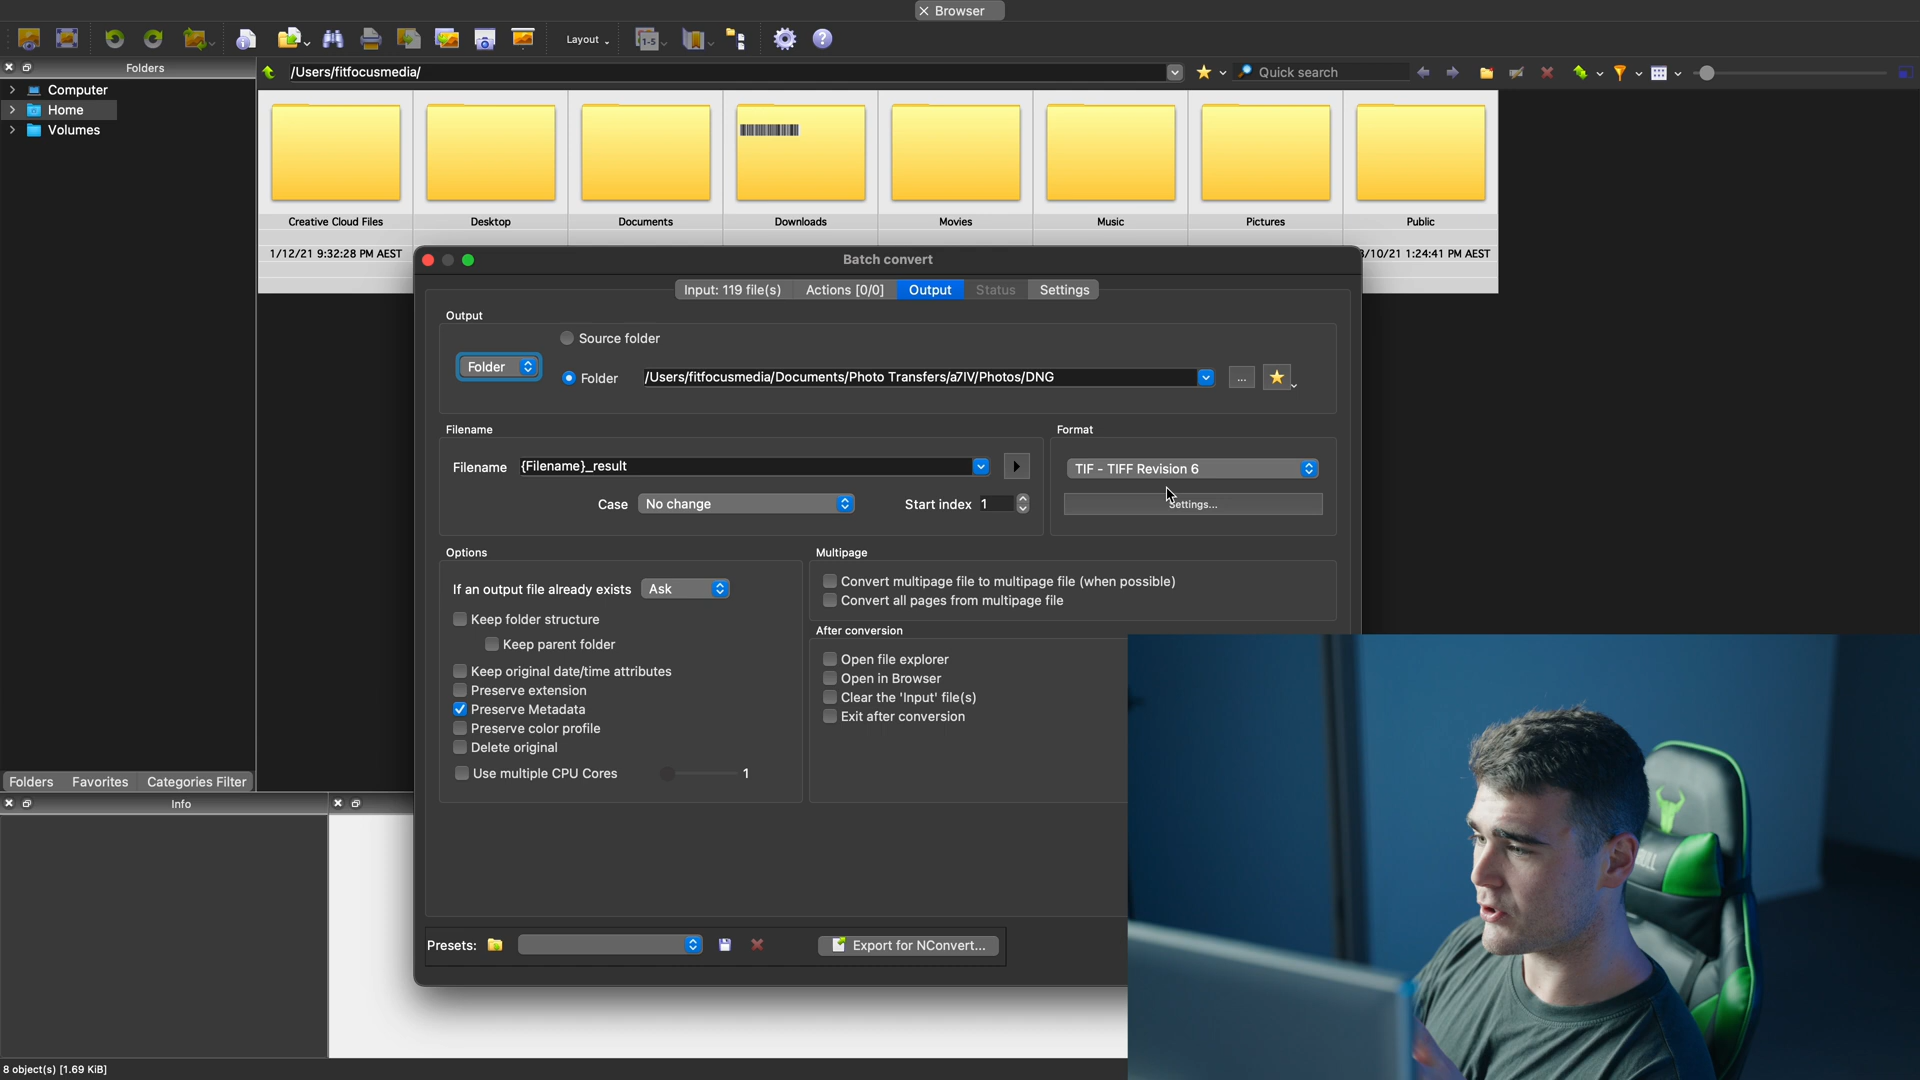 Browser
Layout
Folders
/Users/fitfocusmedia/
Quick search
Computer
Home
Volumes
Creative Cloud Files
Desktop
Documents
Downloads
Movies
Music
Pictures
Public
1/12/21 9:32:28 PM AEST
/10/21 1:24:41 PM AEST
Batch convert
Input: 119 file(s)
Actions [0/0]
Output
Status
Settings
Output
Source folder
Folder
Folder
/Users/fitfocusmedia/Documents/Photo Transfers/a7IV/Photos/DNG
...
Filename
Format
Filename
{Filename}_result
TIF - TIFF Revision 6
Case
No change
Start index
1
Settings...
Options
Multipage
If an output file already exists
Ask
Convert multipage file to multipage file (when possible)
Convert all pages from multipage file
Keep folder structure
Keep parent folder
After conversion
Open file explorer
Open in Browser
Clear the 'Input' file(s)
Exit after conversion
Keep original date/time attributes
Preserve extension
Preserve Metadata
Preserve color profile
Delete original
Use multiple CPU Cores
1
Folders
Favorites
Categories Filter
Info
Presets:
Export for NConvert...
8 object(s) [1.69 KiB]